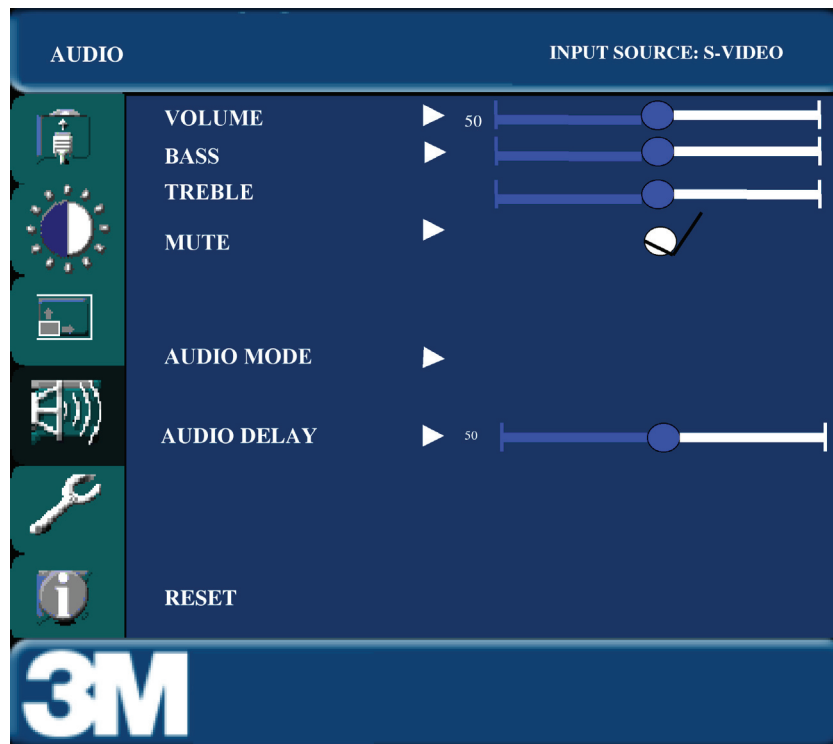 AUDIO INPUT SOURCE: S-VIDEO
VOLUME 50
BASS
TREBLE
MUTE
AUDIO MODE
AUDIO DELAY 50
RESET
3M